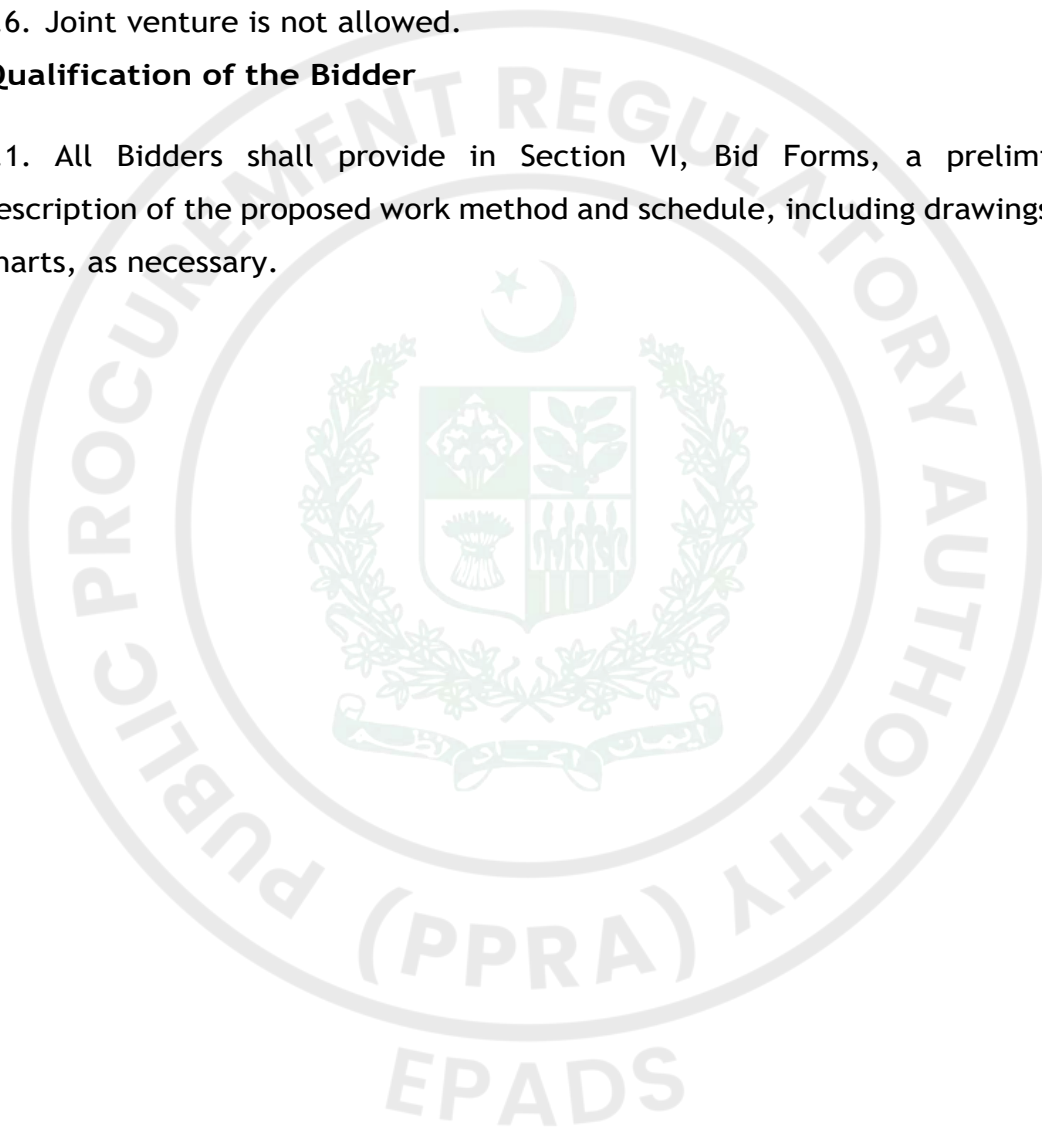 .6. Joint venture is not allowed.
Qualification of the Bidder
.1. All Bidders shall provide in Section VI, Bid Forms, a prelimi
escription of the proposed work method and schedule, including drawings
harts, as necessary.
PUBLIC PROCUREMENT REGULATORY AUTHORITY
(PPRA)
EPADS